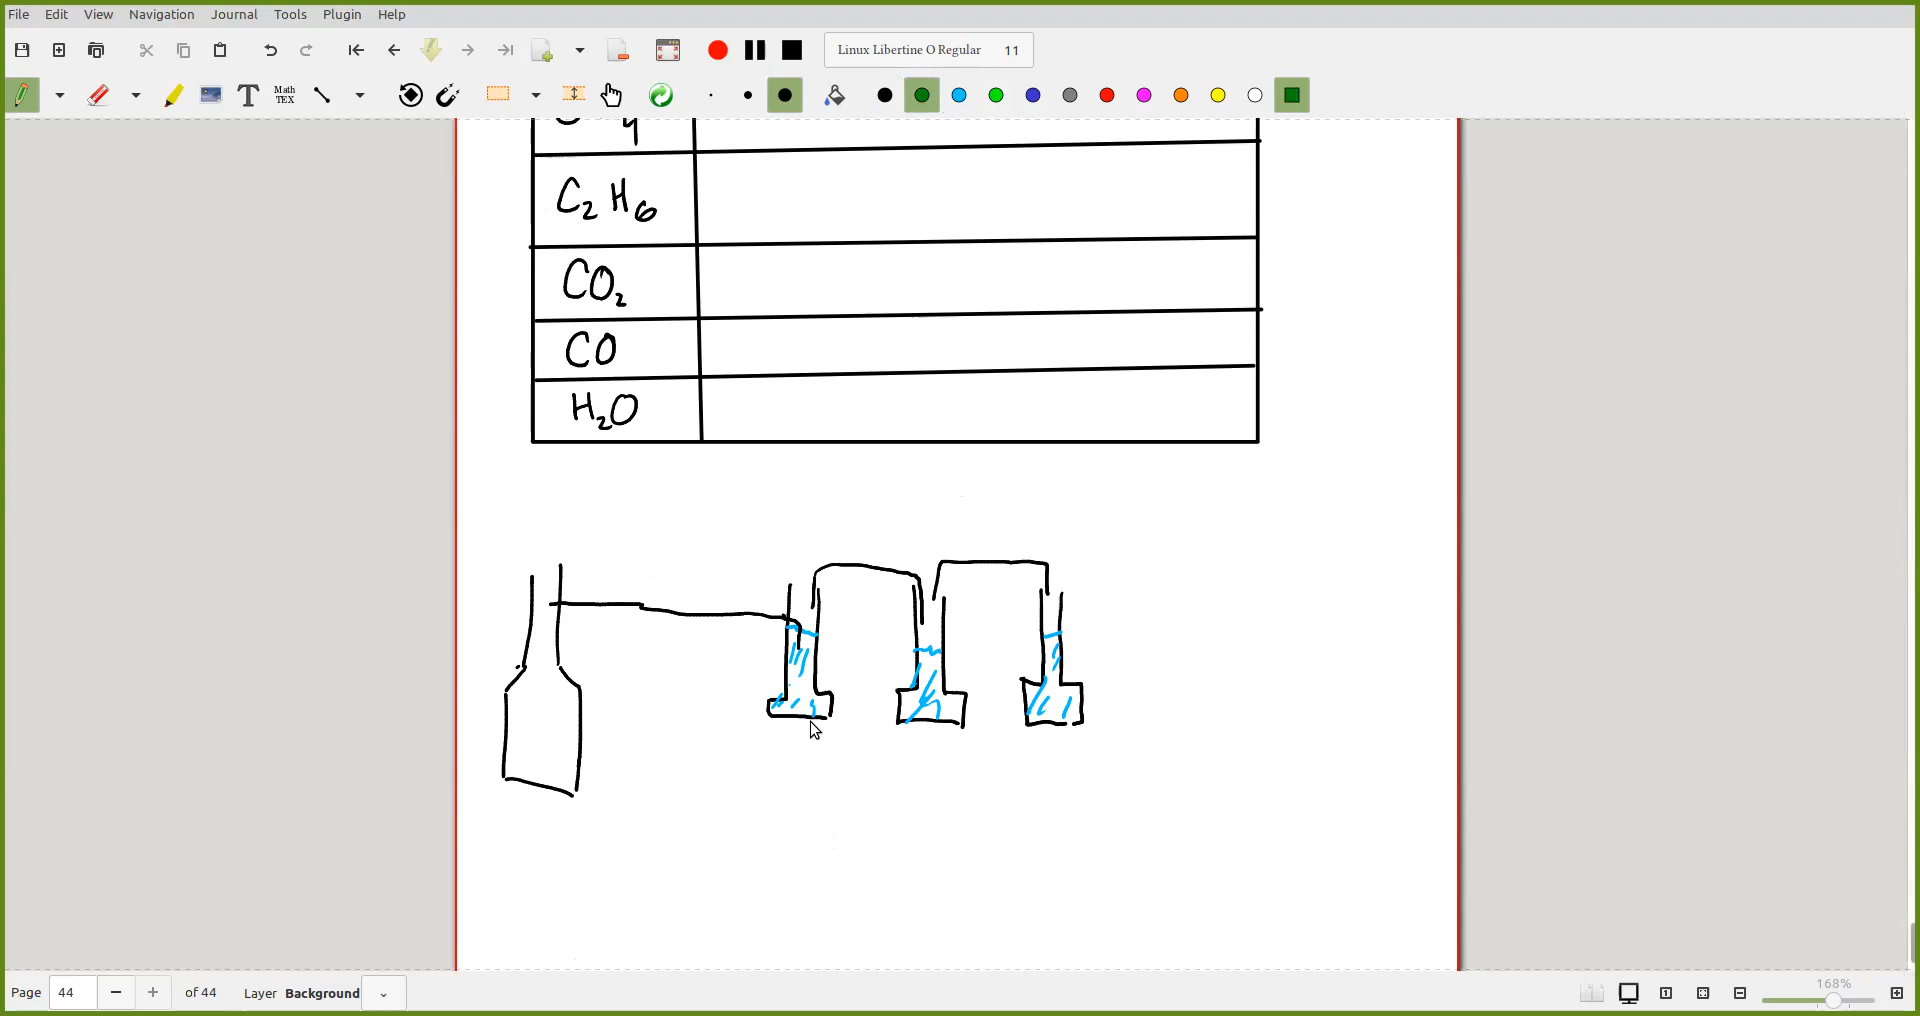 File Edit View Navigation Journal Tools Plugin Help
Linux Libertine O Regular 11
Math
TEX
C₂H₆
CO₂
CO
H₂O
Page 44 of 44 Layer Background 168%